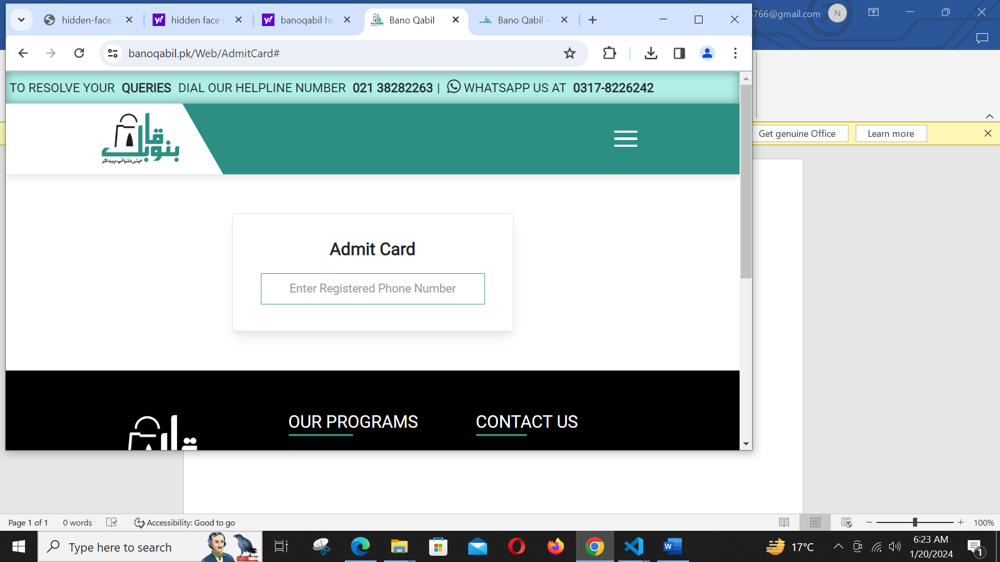 hidden-face-
hidden face
banoqabil he
Bano Qabil
Bano Qabil –
766@gmail.com
N
banoqabil.pk/Web/AdmitCard#
TO RESOLVE YOUR QUERIES DIAL OUR HELPLINE NUMBER 021 38282263 | WHATSAPP US AT 0317-8226242
بنو قابل
اپنی دنیا آپ پیدا کر
Get genuine Office
Learn more
Admit Card
Enter Registered Phone Number
OUR PROGRAMS
CONTACT US
Page 1 of 1
0 words
Accessibility: Good to go
100%
Type here to search
17°C
6:23 AM
1/20/2024
1